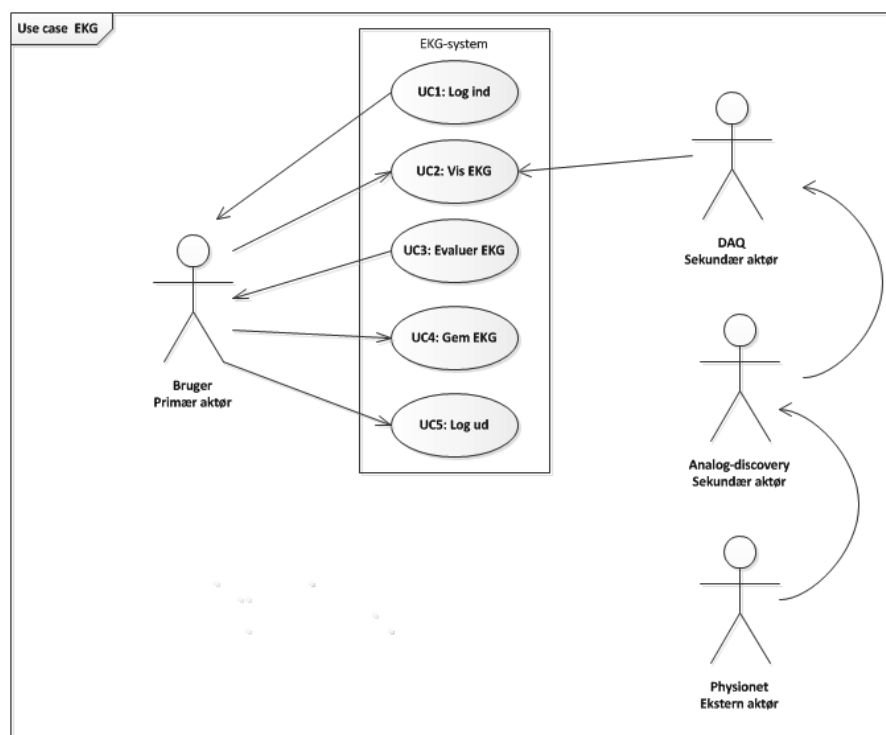 Use case EKG
EKG-system
UC1: Log ind
UC2: Vis EKG
UC3: Evaluer EKG
UC4: Gem EKG
UC5: Log ud
Bruger
Primær aktør
DAQ
Sekundær aktør
Analog-discovery
Sekundær aktør
Physionet
Ekstern aktør